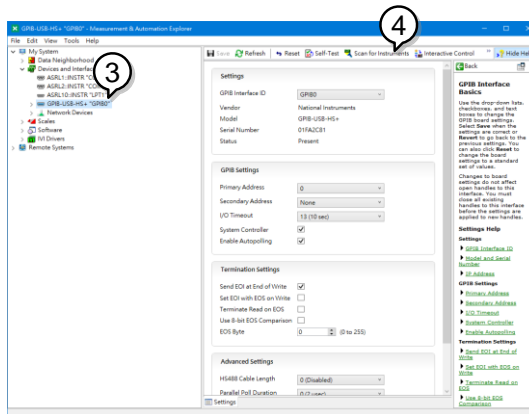 GPIB-USB-HS+ "GPIB0" - Measurement & Automation Explorer
File Edit View Tools Help
My System
Data Neighborhood
Devices and Interfaces
ASRL1::INSTR "CO
ASRL2::INSTR "CO
ASRL10::INSTR "LPT1"
GPIB-USB-HS+ "GPIB0"
Network Devices
Scales
Software
IVI Drivers
Remote Systems
3
4
Save Refresh Reset Self-Test Scan for Instruments Interactive Control » Hide Hel
Settings
GPIB Interface ID GPIB0
Vendor National Instruments
Model GPIB-USB-HS+
Serial Number 01FA2C81
Status Present
GPIB Settings
Primary Address 0
Secondary Address None
I/O Timeout 13 (10 sec)
System Controller
Enable Autopolling
Termination Settings
Send EOI at End of Write
Set EOI with EOS on Write
Terminate Read on EOS
Use 8-bit EOS Comparison
EOS Byte 0 (0 to 255)
Advanced Settings
HS488 Cable Length 0 (Disabled)
Parallel Poll Duration
Settings
Back
GPIB Interface
Basics
Use the drop-down lists,
checkboxes, and text
boxes to change the
GPIB board settings.
Select Save when the
settings are correct or
Revert to go back to the
previous settings. You
can also click Reset to
change the board
settings to a standard
set of values.
Changes to board
settings do not affect
open handles to this
interface. You must
close all existing
handles to this interface
before the settings are
applied to new handles.
Settings Help
Settings
GPIB Interface ID
Model and Serial
Number
IP Address
GPIB Settings
Primary Address
Secondary Address
I/O Timeout
System Controller
Enable Autopolling
Termination Settings
Send EOI at End of
Write
Set EOI with EOS on
Write
Terminate Read on
EOS
Use 8-bit EOS
Comparison